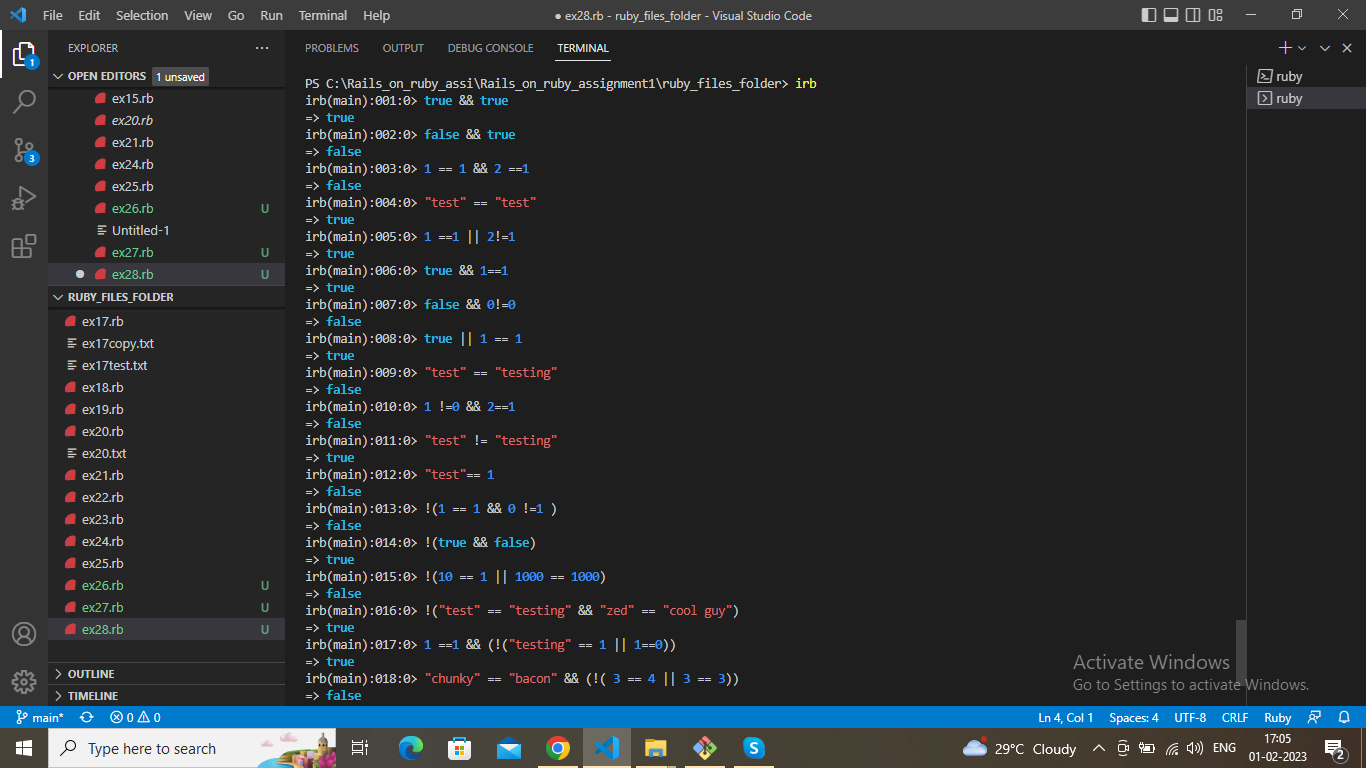 File Edit Selection View Go Run Terminal Help
● ex28.rb - ruby_files_folder - Visual Studio Code
EXPLORER
OPEN EDITORS 1 unsaved
ex15.rb
ex20.rb
ex21.rb
ex24.rb
ex25.rb
ex26.rb U
Untitled-1
ex27.rb U
ex28.rb U
RUBY_FILES_FOLDER
ex17.rb
ex17copy.txt
ex17test.txt
ex18.rb
ex19.rb
ex20.rb
ex20.txt
ex21.rb
ex22.rb
ex23.rb
ex24.rb
ex25.rb
ex26.rb U
ex27.rb U
ex28.rb U
OUTLINE
TIMELINE
1
3
PROBLEMS OUTPUT DEBUG CONSOLE TERMINAL
PS C:\Rails_on_ruby_assi\Rails_on_ruby_assignment1\ruby_files_folder> irb
irb(main):001:0> true && true
=> true
irb(main):002:0> false && true
=> false
irb(main):003:0> 1 == 1 && 2 ==1
=> false
irb(main):004:0> "test" == "test"
=> true
irb(main):005:0> 1 ==1 || 2!=1
=> true
irb(main):006:0> true && 1==1
=> true
irb(main):007:0> false && 0!=0
=> false
irb(main):008:0> true || 1 == 1
=> true
irb(main):009:0> "test" == "testing"
=> false
irb(main):010:0> 1 !=0 && 2==1
=> false
irb(main):011:0> "test" != "testing"
=> true
irb(main):012:0> "test"== 1
=> false
irb(main):013:0> !(1 == 1 && 0 !=1 )
=> false
irb(main):014:0> !(true && false)
=> true
irb(main):015:0> !(10 == 1 || 1000 == 1000)
=> false
irb(main):016:0> !("test" == "testing" && "zed" == "cool guy")
=> true
irb(main):017:0> 1 ==1 && (!("testing" == 1 || 1==0))
=> true
irb(main):018:0> "chunky" == "bacon" && (!( 3 == 4 || 3 == 3))
=> false
ruby
ruby
Activate Windows
Go to Settings to activate Windows.
main* 0 0 Ln 4, Col 1 Spaces: 4 UTF-8 CRLF Ruby
Type here to search
29°C Cloudy ENG
17:05
01-02-2023
2